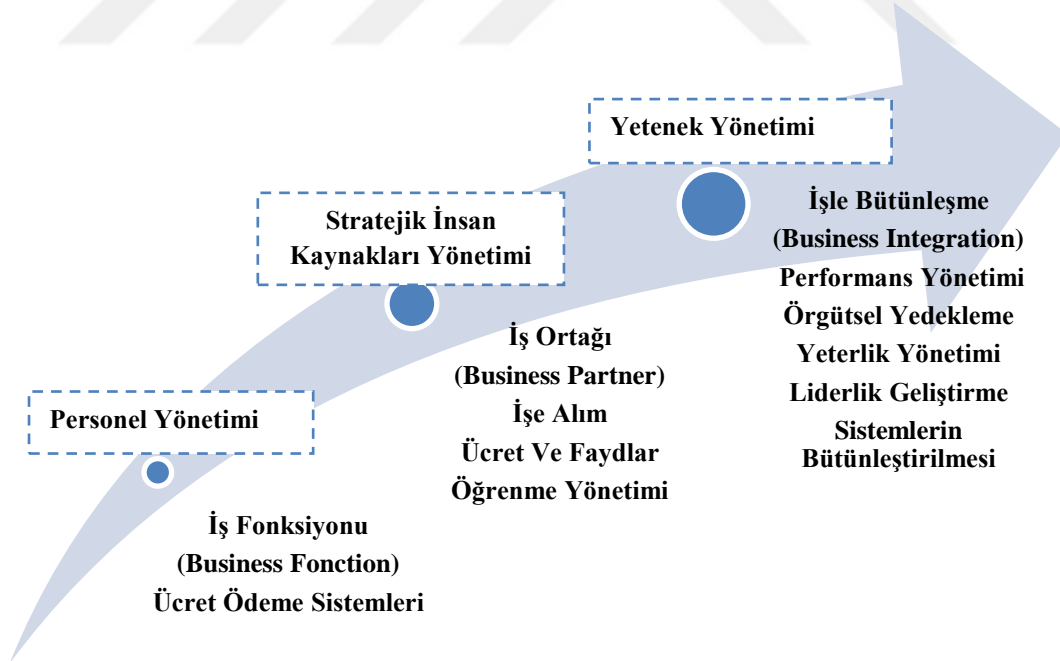 Yetenek Yönetimi
İşle Bütünleşme
(Business Integration)
Performans Yönetimi
Örgütsel Yedekleme
Yeterlik Yönetimi
Liderlik Geliştirme
Sistemlerin
Bütünleştirilmesi
Stratejik İnsan
Kaynakları Yönetimi
İş Ortağı
(Business Partner)
İşe Alım
Ücret Ve Faydlar
Öğrenme Yönetimi
Personel Yönetimi
İş Fonksiyonu
(Business Fonction)
Ücret Ödeme Sistemleri